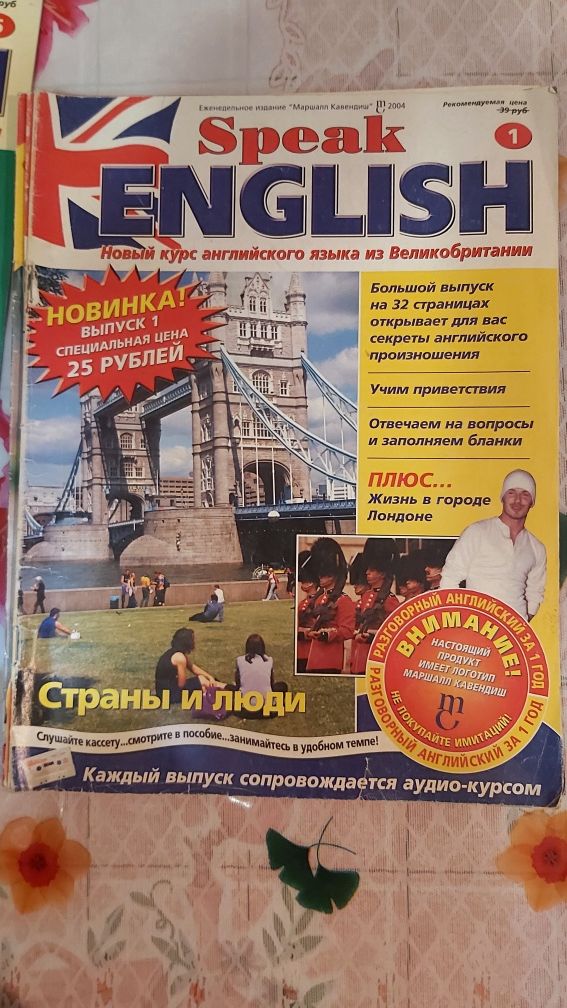 руб
Еженедельное издание "Маршалл Кавендиш" mc 2004
Рекомендуемая цена
39 руб
Speak
1
ENGLISH
Новый курс английского языка из Великобритании
НОВИНКА!
ВЫПУСК 1
СПЕЦИАЛЬНАЯ ЦЕНА
25 РУБЛЕЙ
Большой выпуск
на 32 страницах
открывает для вас
секреты английского
произношения
Учим приветствия
Отвечаем на вопросы
и заполняем бланки
ПЛЮС...
Жизнь в городе
Лондоне
РАЗГОВОРНЫЙ АНГЛИЙСКИЙ ЗА 1 ГОД
ВНИМАНИЕ!
НАСТОЯЩИЙ
ПРОДУКТ
ИМЕЕТ ЛОГОТИП
МАРШАЛЛ КАВЕНДИШ
mc
НЕ ПОКУПАЙТЕ ИМИТАЦИЙ!
РАЗГОВОРНЫЙ АНГЛИЙСКИЙ ЗА 1 ГОД
Страны и люди
Слушайте кассету...смотрите в пособие...занимайтесь в удобном темпе!
Каждый выпуск сопровождается аудио-курсом